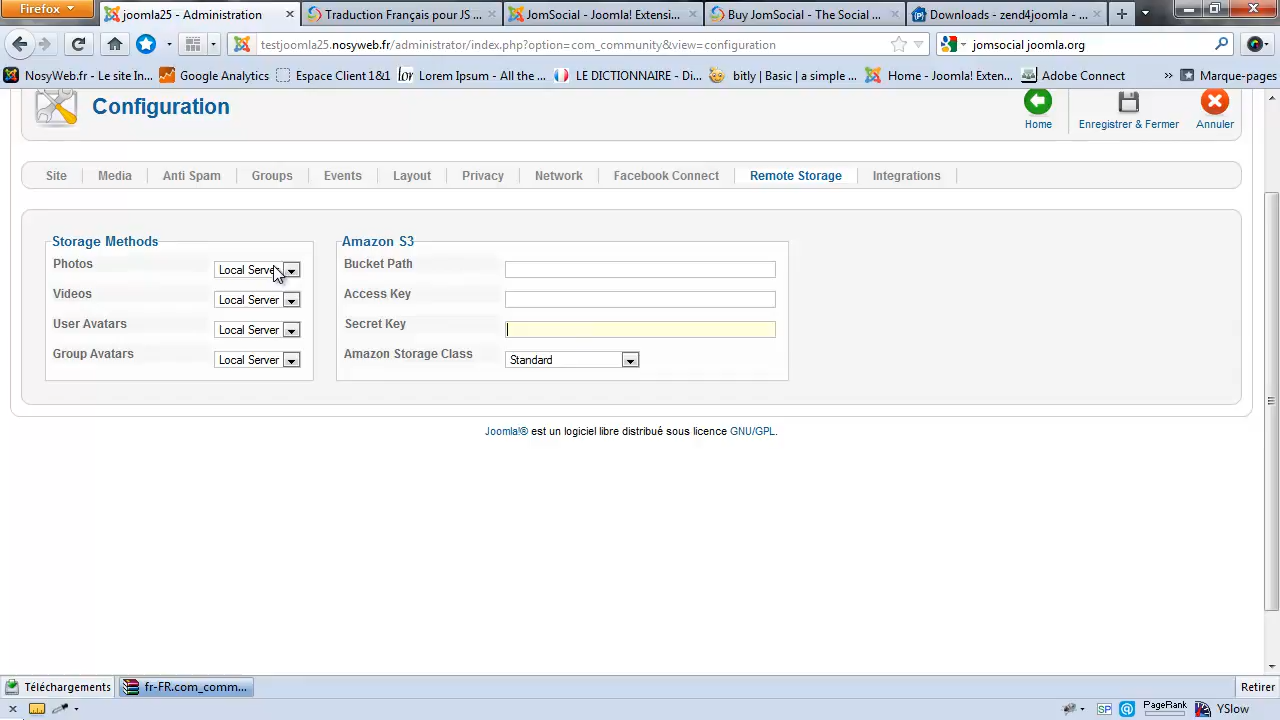 Firefox
joomla25 - Administration
Traduction Français pour JS ...
JomSocial - Joomla! Extensi...
Buy JomSocial - The Social ...
Downloads - zend4joomla - ...
testjoomla25.nosyweb.fr/administrator/index.php?option=com_community&view=configuration
jomsocial joomla.org
NosyWeb.fr - Le site In...
Google Analytics
Espace Client 1&1
lor Lorem Ipsum - All the ...
LE DICTIONNAIRE - Di...
bitly | Basic | a simple ...
Home - Joomla! Exten...
Adobe Connect
» Marque-pages
Configuration
Home
Enregistrer & Fermer
Annuler
Site Media Anti Spam Groups Events Layout Privacy Network Facebook Connect Remote Storage Integrations
Storage Methods
Photos Local Server
Videos Local Server
User Avatars Local Server
Group Avatars Local Server
Amazon S3
Bucket Path
Access Key
Secret Key
Amazon Storage Class Standard
Joomla!® est un logiciel libre distribué sous licence GNU/GPL.
Téléchargements
fr-FR.com_comm...
Retirer
SP @ PageRank YSlow